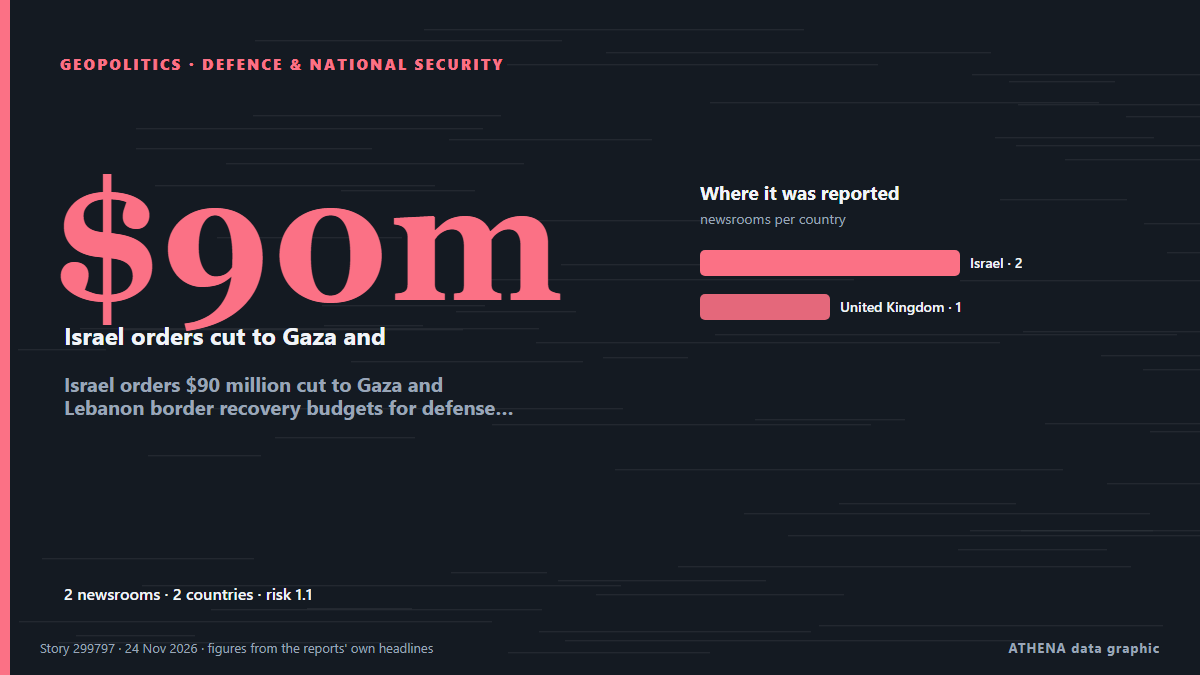 GEOPOLITICS · DEFENCE & NATIONAL SECURITY
$90m
Israel orders cut to Gaza and
Israel orders $90 million cut to Gaza and
Lebanon border recovery budgets for defense…
Where it was reported
newsrooms per country
Israel · 2
United Kingdom · 1
2 newsrooms · 2 countries · risk 1.1
Story 299797 · 24 Nov 2026 · figures from the reports' own headlines
ATHENA data graphic